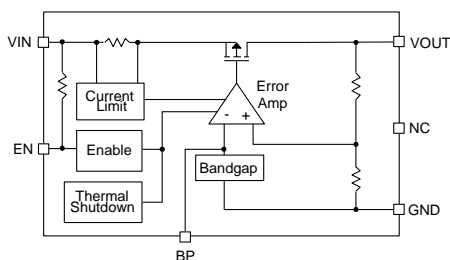 VIN
VOUT
Current
Limit
Error
Amp
- +
NC
EN
Enable
Bandgap
Thermal
Shutdown
GND
BP